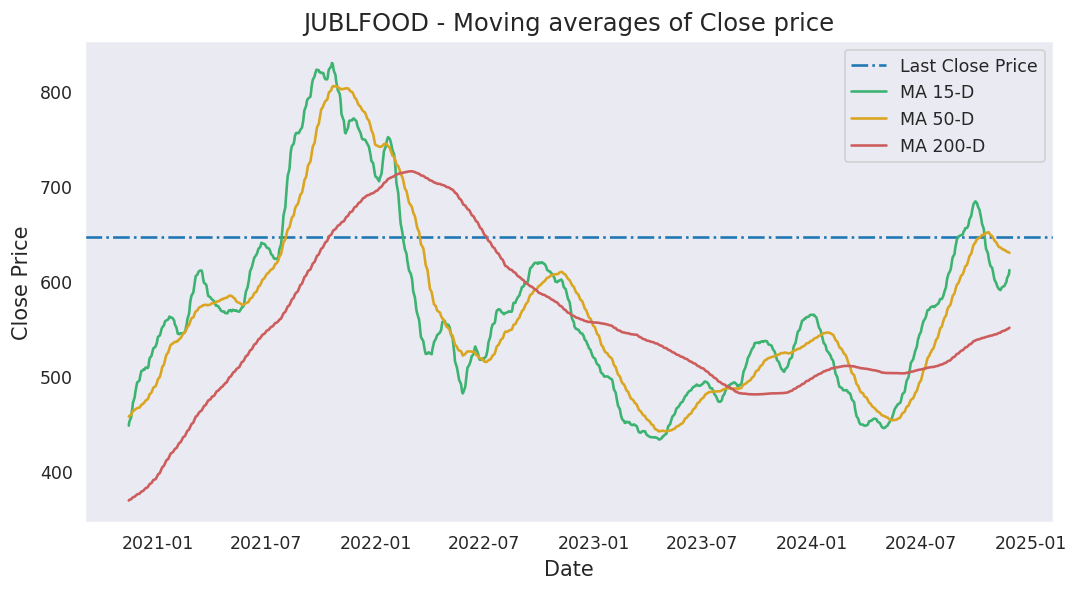 JUBLFOOD - Moving averages of Close price
Last Close Price
MA 15-D
MA 50-D
MA 200-D
800
700
600
500
400
Close Price
2021-01 2021-07 2022-01 2022-07 2023-01 2023-07 2024-01 2024-07 2025-01
Date